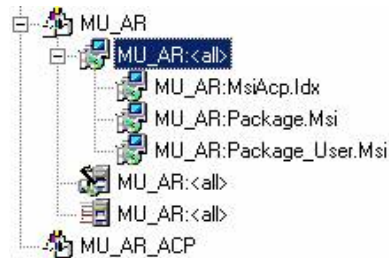 MU_AR
MU_AR:<all>
MU_AR:MsiAcp.Idx
MU_AR:Package.Msi
MU_AR:Package_User.Msi
MU_AR:<all>
MU_AR:<all>
MU_AR_ACP